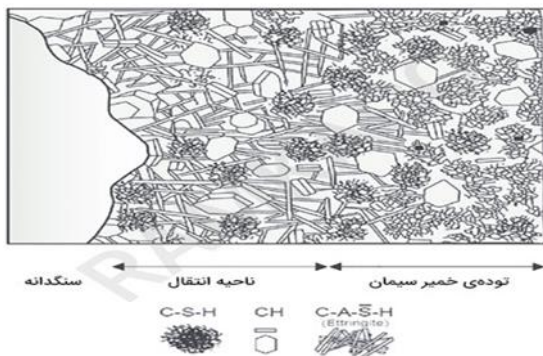 سنگدانه ناحیه انتقال توده‌ی خمیر سیمان
C-S-H CH C-A-S̅-H
(Ettringite)